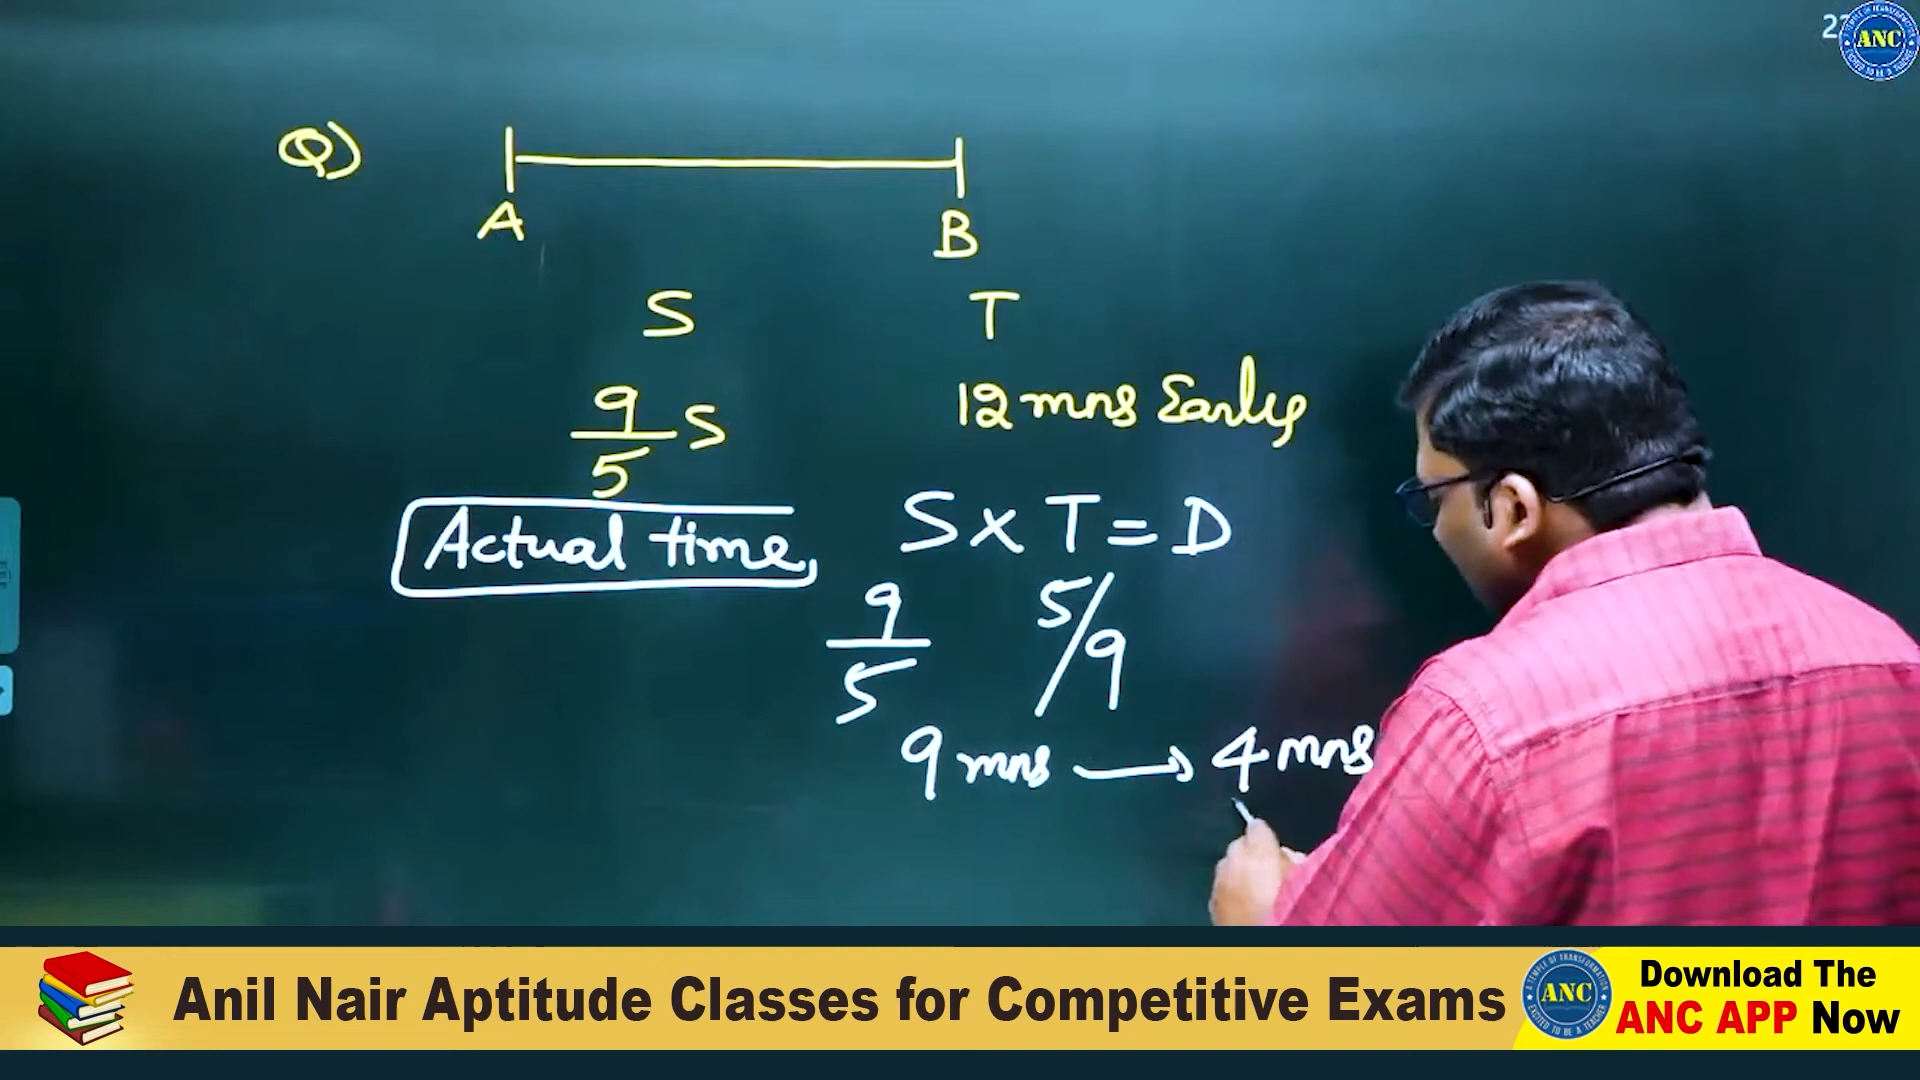 ANC
Q)
A B
S T
9/5 S 12 mns Early
Actual time
S x T = D
9/5 5/9
9 mns → 4 mns
Anil Nair Aptitude Classes for Competitive Exams
ANC
Download The
ANC APP Now